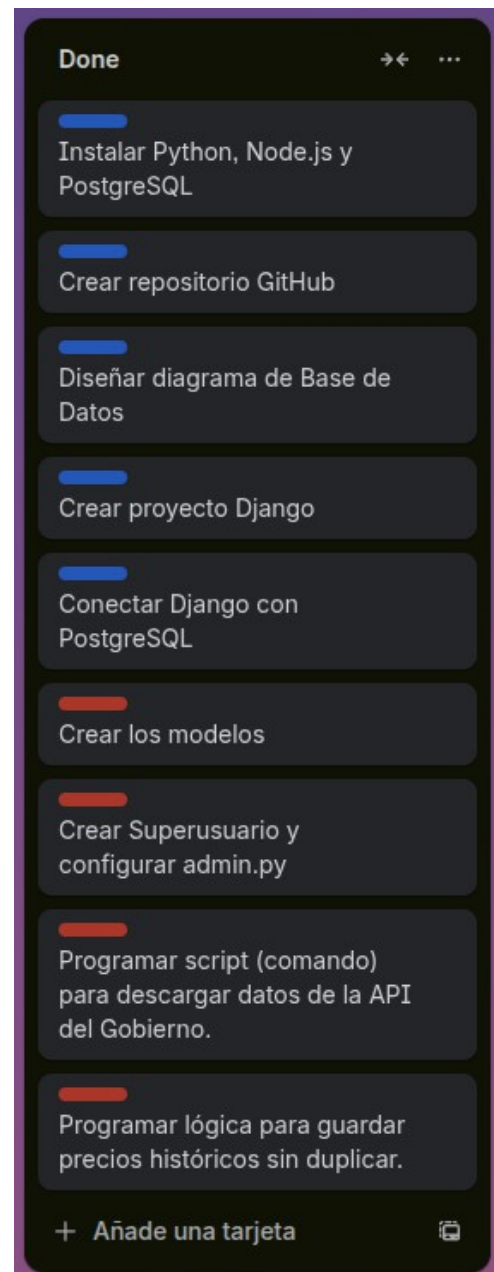 Done
Instalar Python, Node.js y
PostgreSQL
Crear repositorio GitHub
Diseñar diagrama de Base de
Datos
Crear proyecto Django
Conectar Django con
PostgreSQL
Crear los modelos
Crear Superusuario y
configurar admin.py
Programar script (comando)
para descargar datos de la API
del Gobierno.
Programar lógica para guardar
precios históricos sin duplicar.
+ Añade una tarjeta